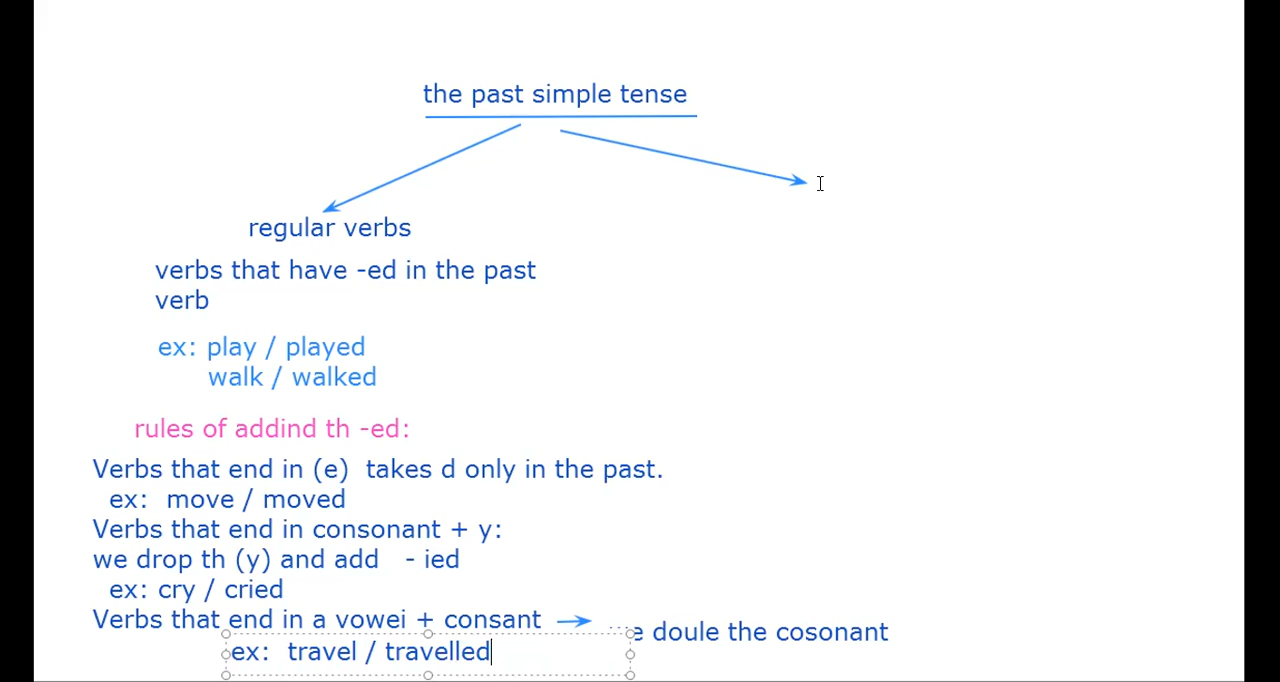 the past simple tense
regular verbs
verbs that have -ed in the past
verb
ex: play / played
walk / walked
rules of addind th -ed:
Verbs that end in (e) takes d only in the past.
ex: move / moved
Verbs that end in consonant + y:
we drop th (y) and add - ied
ex: cry / cried
Verbs that end in a vowei + consant
doule the cosonant
ex: travel / travelled